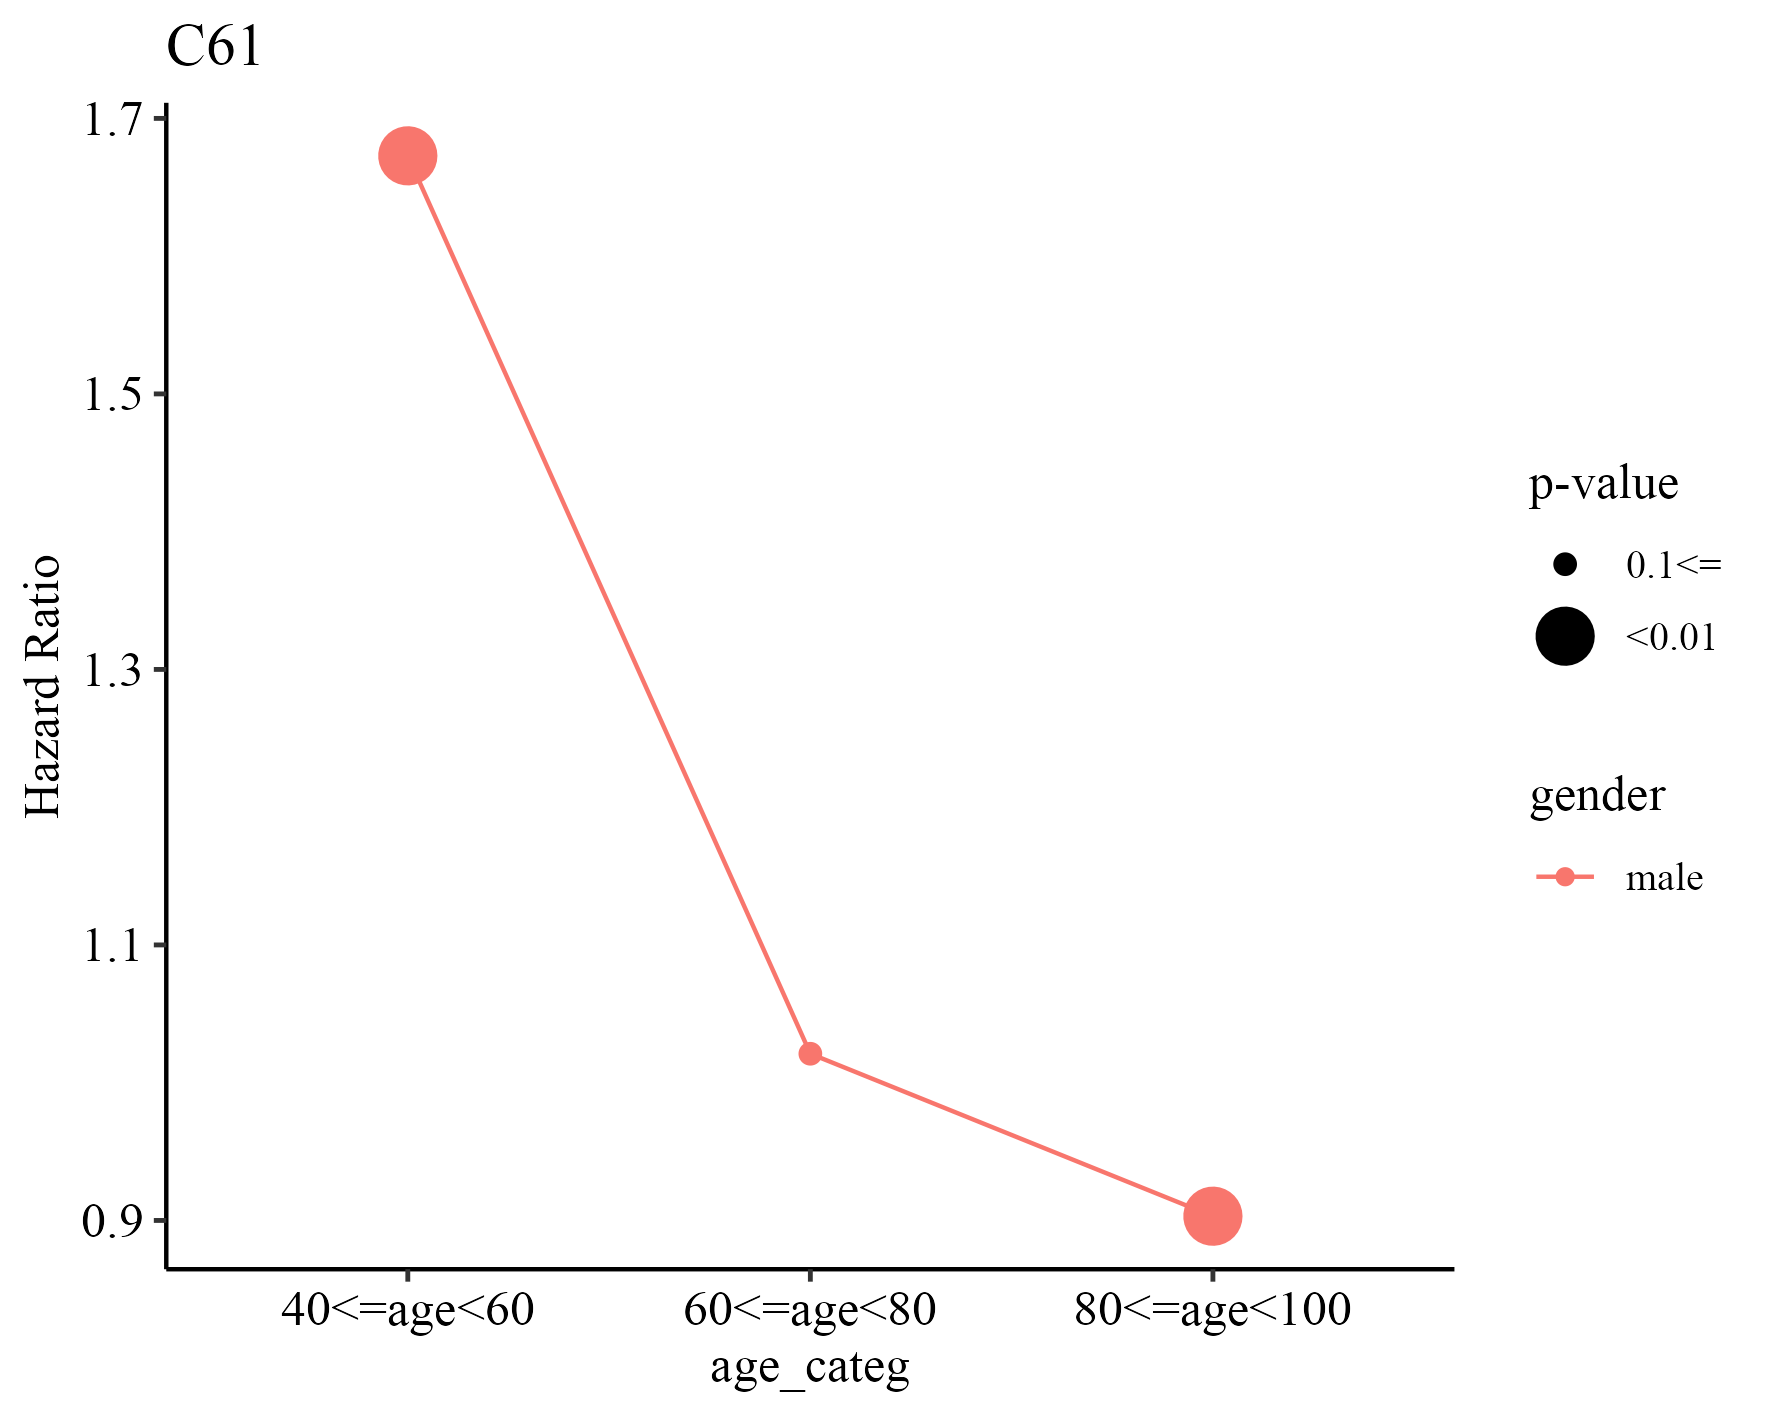 C61
1.7
1.5
1.3
1.1
0.9
Hazard Ratio
40<=age<60
60<=age<80
80<=age<100
age_categ
p-value
0.1<=
<0.01
gender
male